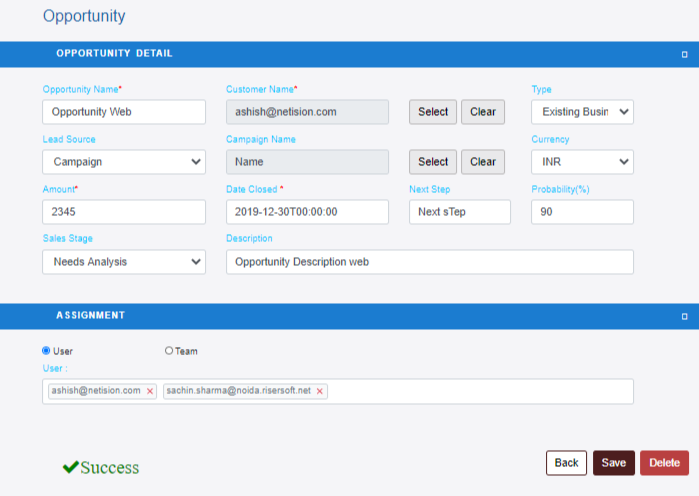 Opportunity
OPPORTUNITY DETAIL
Opportunity Name* Customer Name* Type
Opportunity Web ashish@netision.com Select Clear Existing Busin
Lead Source Campaign Name Currency
Campaign Name Select Clear INR
Amount* Date Closed * Next Step Probability(%)
2345 2019-12-30T00:00:00 Next sTep 90
Sales Stage Description
Needs Analysis Opportunity Description web
ASSIGNMENT
User Team
User :
ashish@netision.com × sachin.sharma@noida.risersoft.net ×
Success Back Save Delete